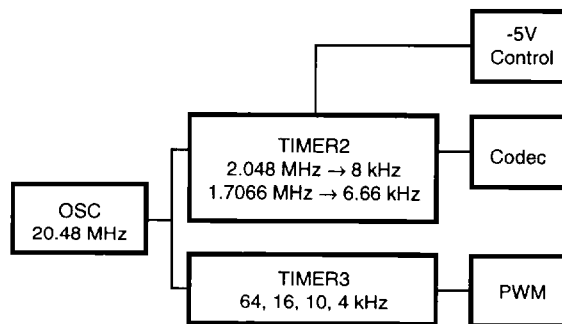 -5V
Control
TIMER2
2.048 MHz → 8 kHz
1.7066 MHz → 6.66 kHz
Codec
OSC
20.48 MHz
TIMER3
64, 16, 10, 4 kHz
PWM